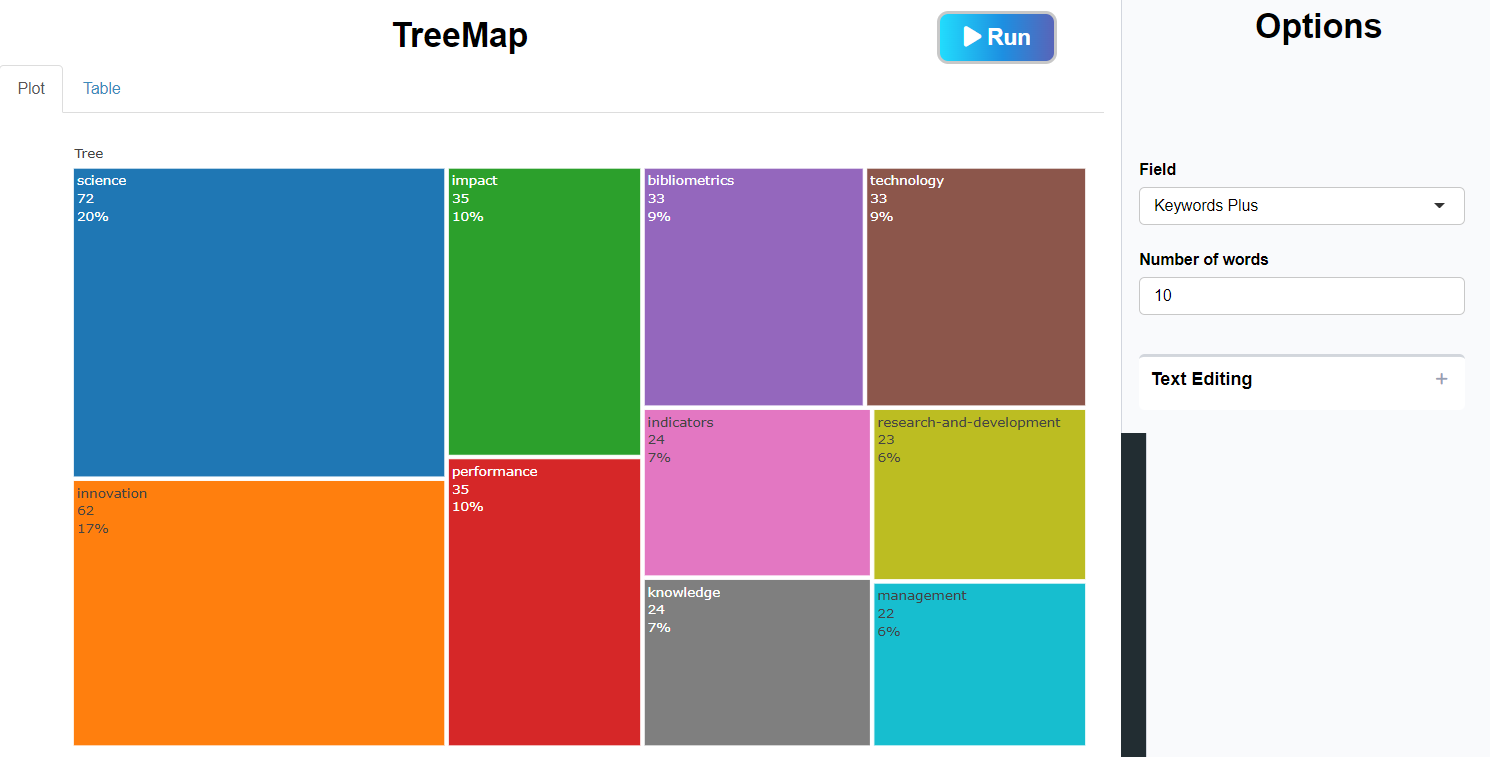 TreeMap
Run
Options
Plot
Table
Tree
science
72
20%
impact
35
10%
bibliometrics
33
9%
technology
33
9%
innovation
62
17%
performance
35
10%
indicators
24
7%
research-and-development
23
6%
knowledge
24
7%
management
22
6%
Field
Keywords Plus
Number of words
10
Text Editing
+